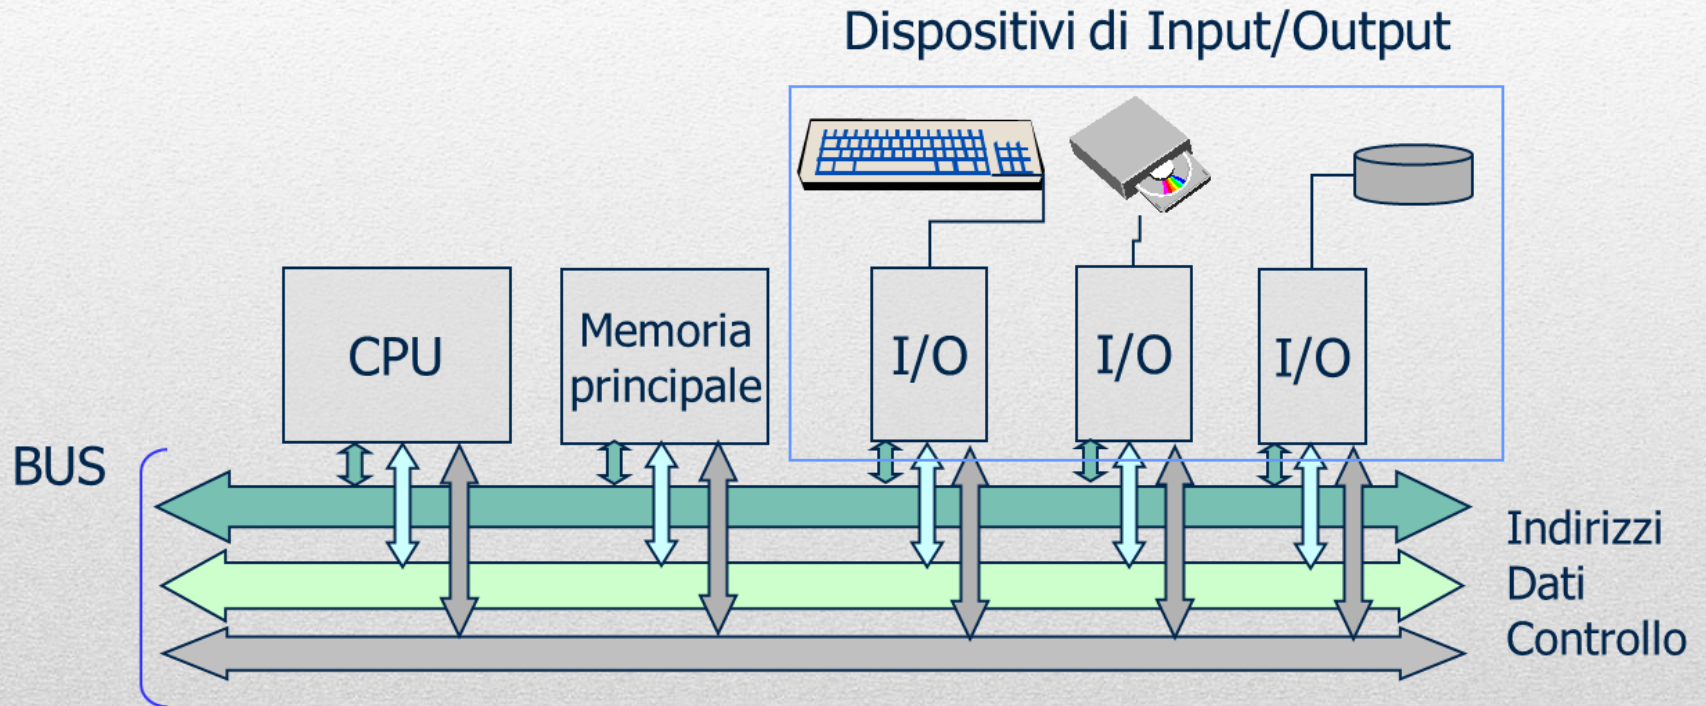 Dispositivi di Input/Output
CPU
Memoria
principale
I/O
I/O
I/O
BUS
Indirizzi
Dati
Controllo